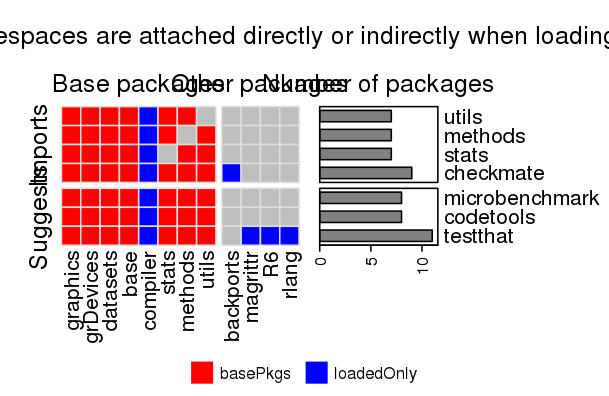 espaces are attached directly or indirectly when loading
Base packages
Other packages
Number of packages
Imports
Suggests
utils
methods
stats
checkmate
microbenchmark
codetools
testthat
graphics
grDevices
datasets
base
compiler
stats
methods
utils
backports
magrittr
R6
rlang
0
5
10
basePkgs
loadedOnly